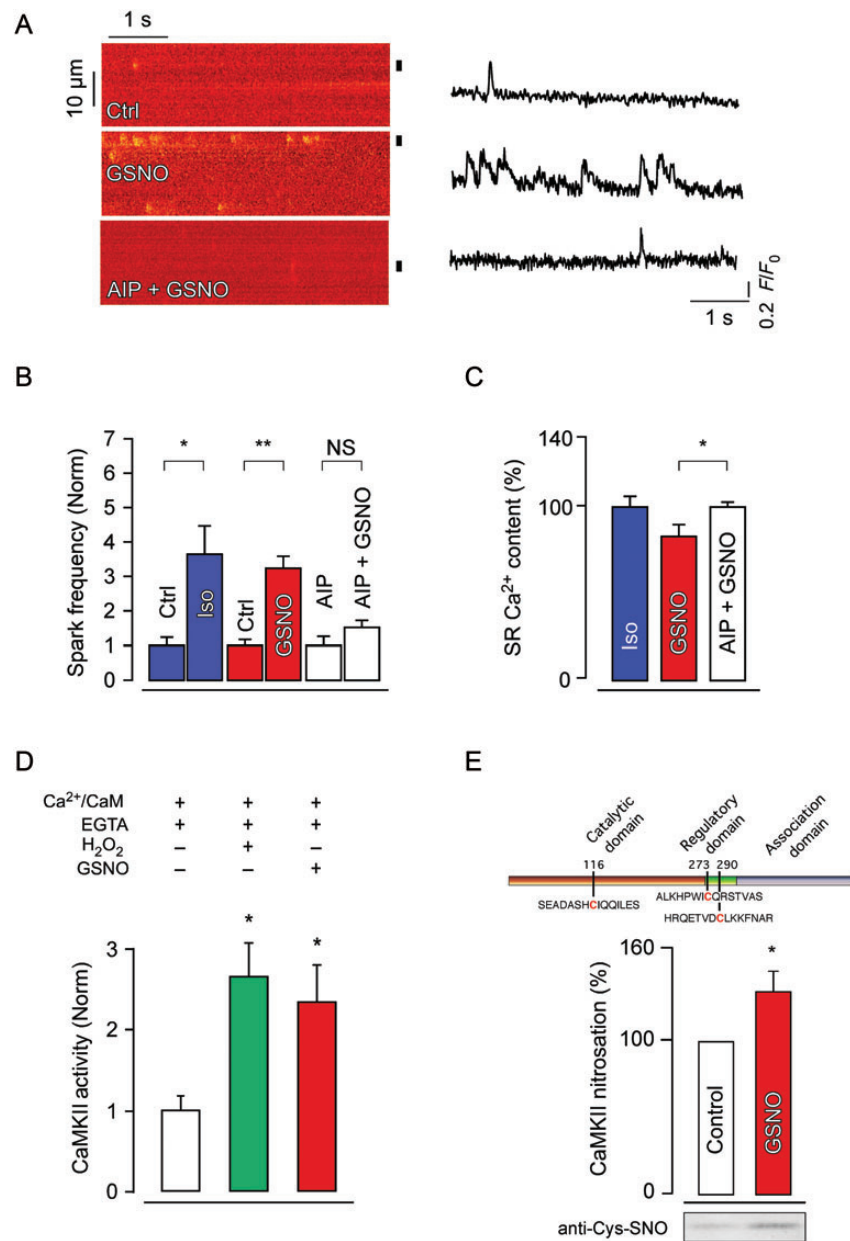 A
1 s
10 μm
Ctrl
GSNO
AIP + GSNO
1 s
0.2 F/F0
B
Spark frequency (Norm)
7
6
5
4
3
2
1
0
*
**
NS
Ctrl
Iso
Ctrl
GSNO
AIP
AIP + GSNO
C
SR Ca2+ content (%)
140
100
0
*
Iso
GSNO
AIP + GSNO
D
Ca2+/CaM + + +
EGTA + + +
H2O2 – + –
GSNO – – +
CaMKII activity (Norm)
3
2
1
0
*
*
E
Catalytic domain
Regulatory domain
Association domain
116
273 290
SEADASHCIQQILES
ALKHPWICQRSTVAS
HRQETVDCLKKFNAR
CaMKII nitrosation (%)
160
100
0
*
Control
GSNO
anti-Cys-SNO